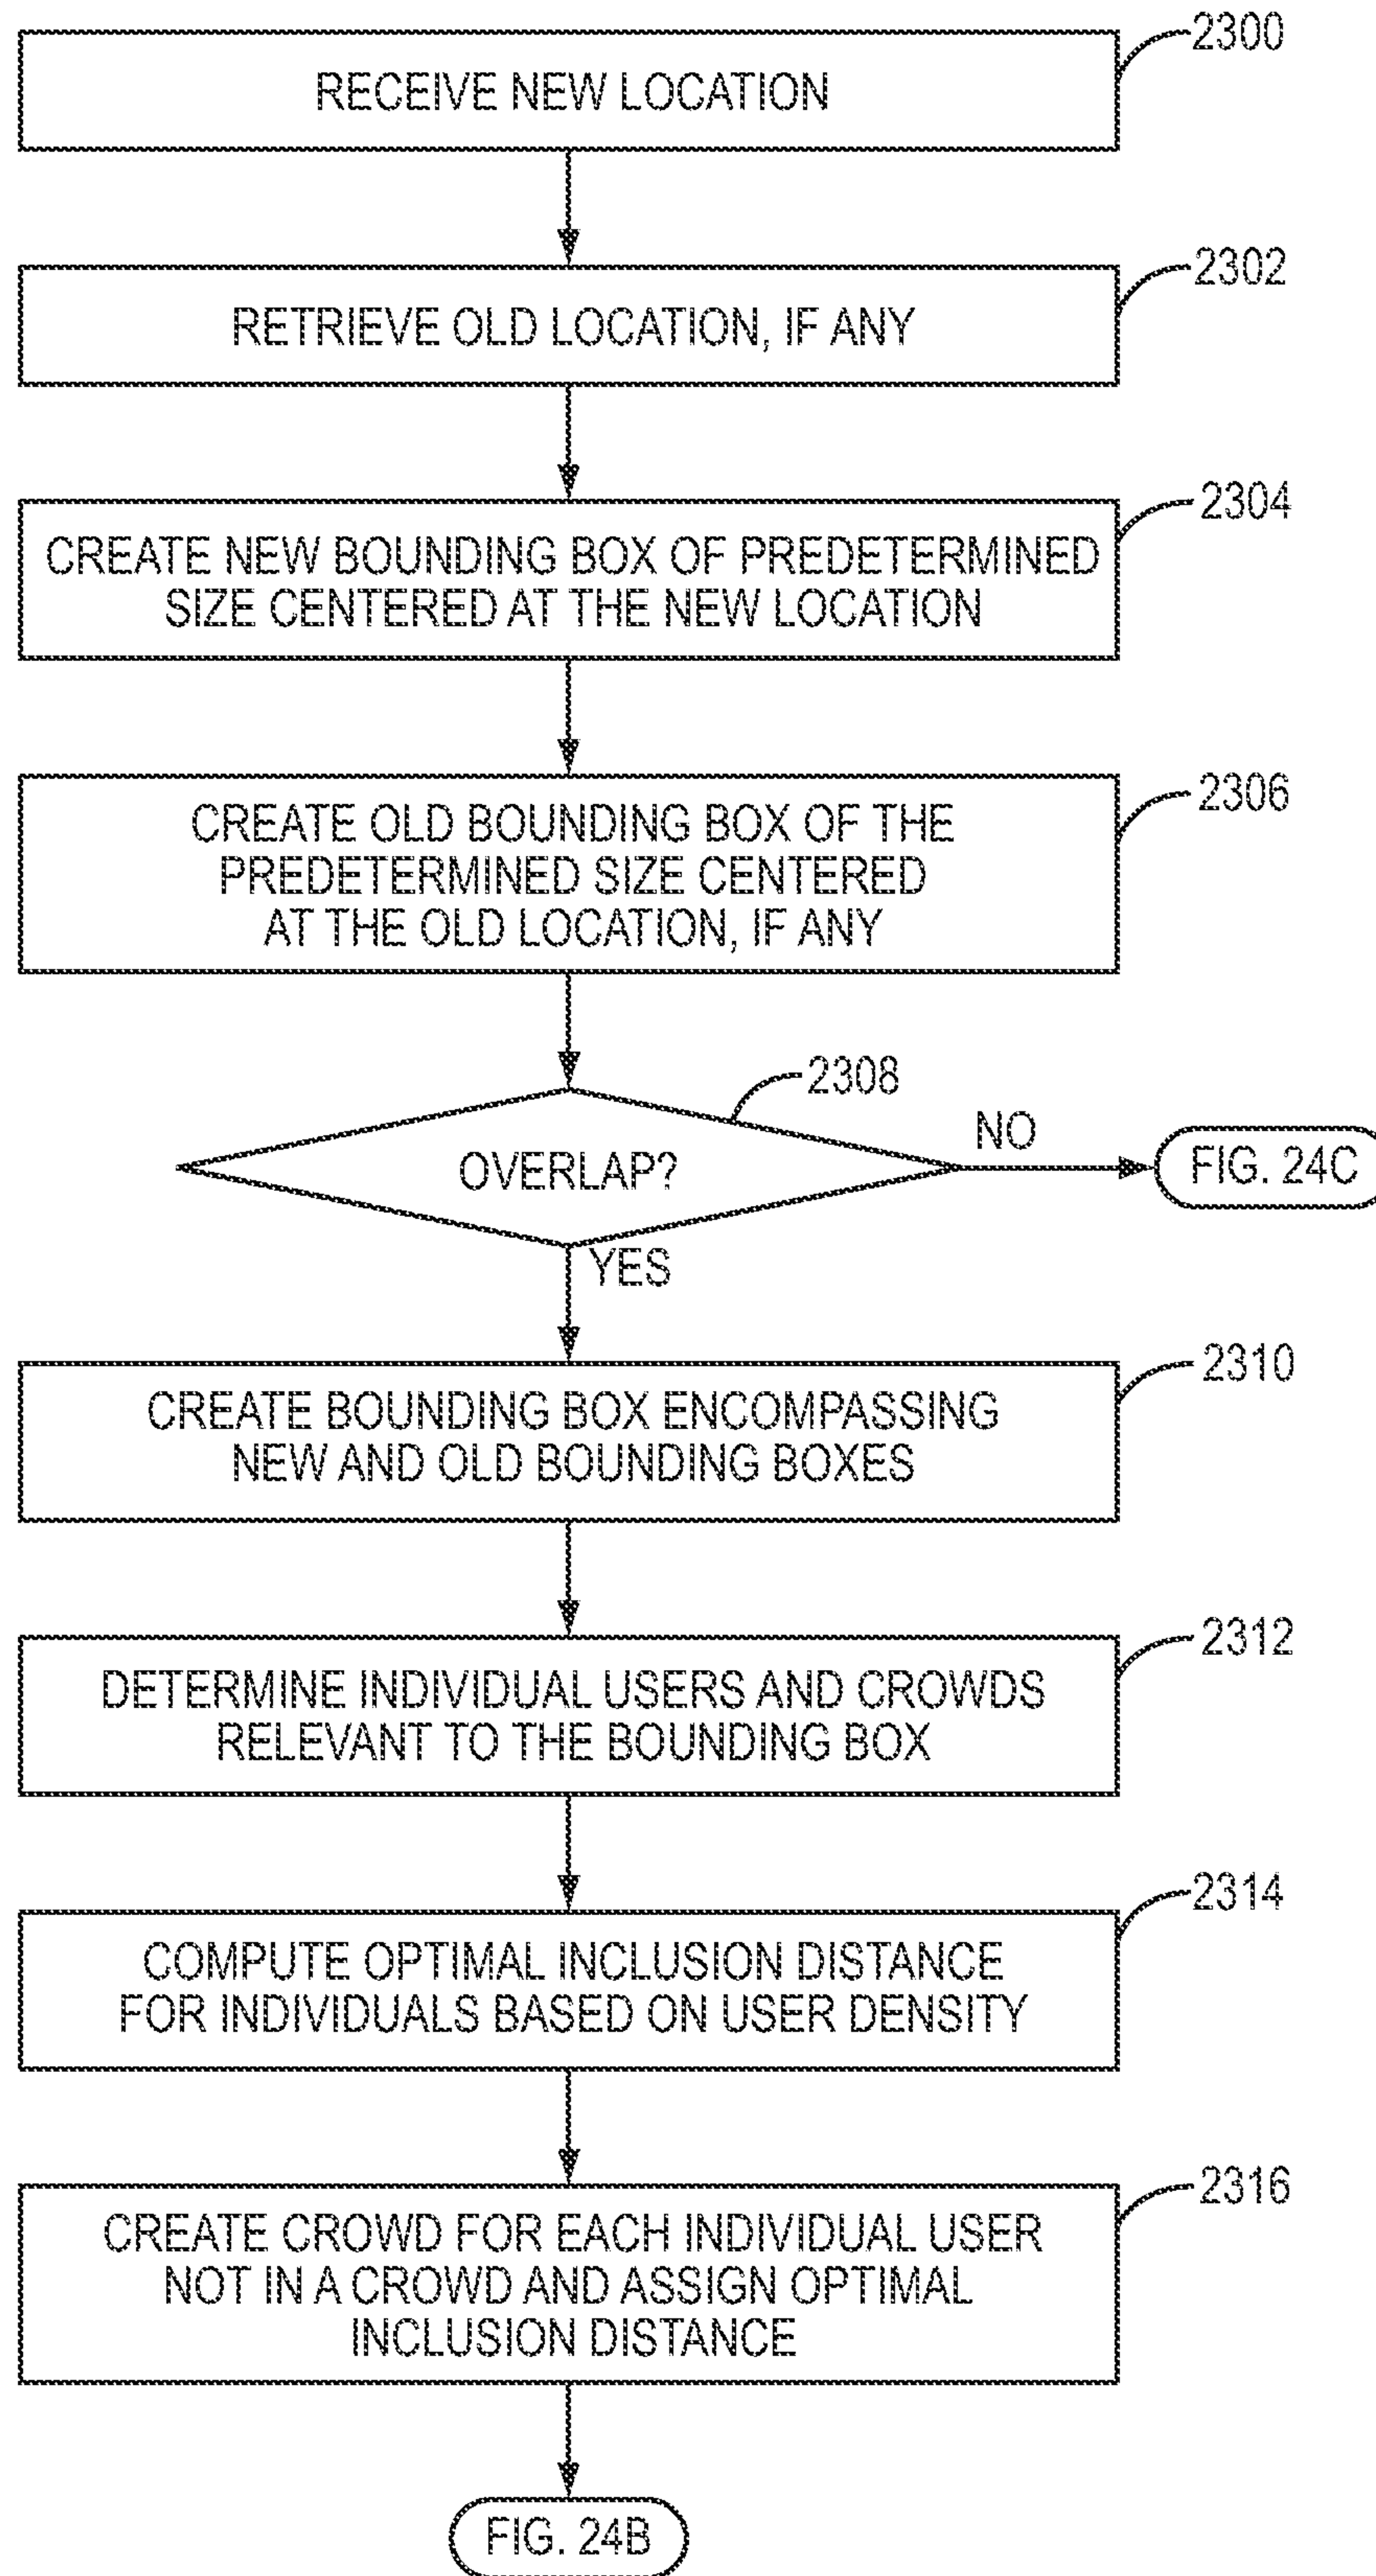 2300
RECEIVE NEW LOCATION
2302
RETRIEVE OLD LOCATION, IF ANY
2304
CREATE NEW BOUNDING BOX OF PREDETERMINED
SIZE CENTERED AT THE NEW LOCATION
2306
CREATE OLD BOUNDING BOX OF THE
PREDETERMINED SIZE CENTERED
AT THE OLD LOCATION, IF ANY
2308
OVERLAP?
NO
FIG. 24C
YES
2310
CREATE BOUNDING BOX ENCOMPASSING
NEW AND OLD BOUNDING BOXES
2312
DETERMINE INDIVIDUAL USERS AND CROWDS
RELEVANT TO THE BOUNDING BOX
2314
COMPUTE OPTIMAL INCLUSION DISTANCE
FOR INDIVIDUALS BASED ON USER DENSITY
2316
CREATE CROWD FOR EACH INDIVIDUAL USER
NOT IN A CROWD AND ASSIGN OPTIMAL
INCLUSION DISTANCE
FIG. 24B